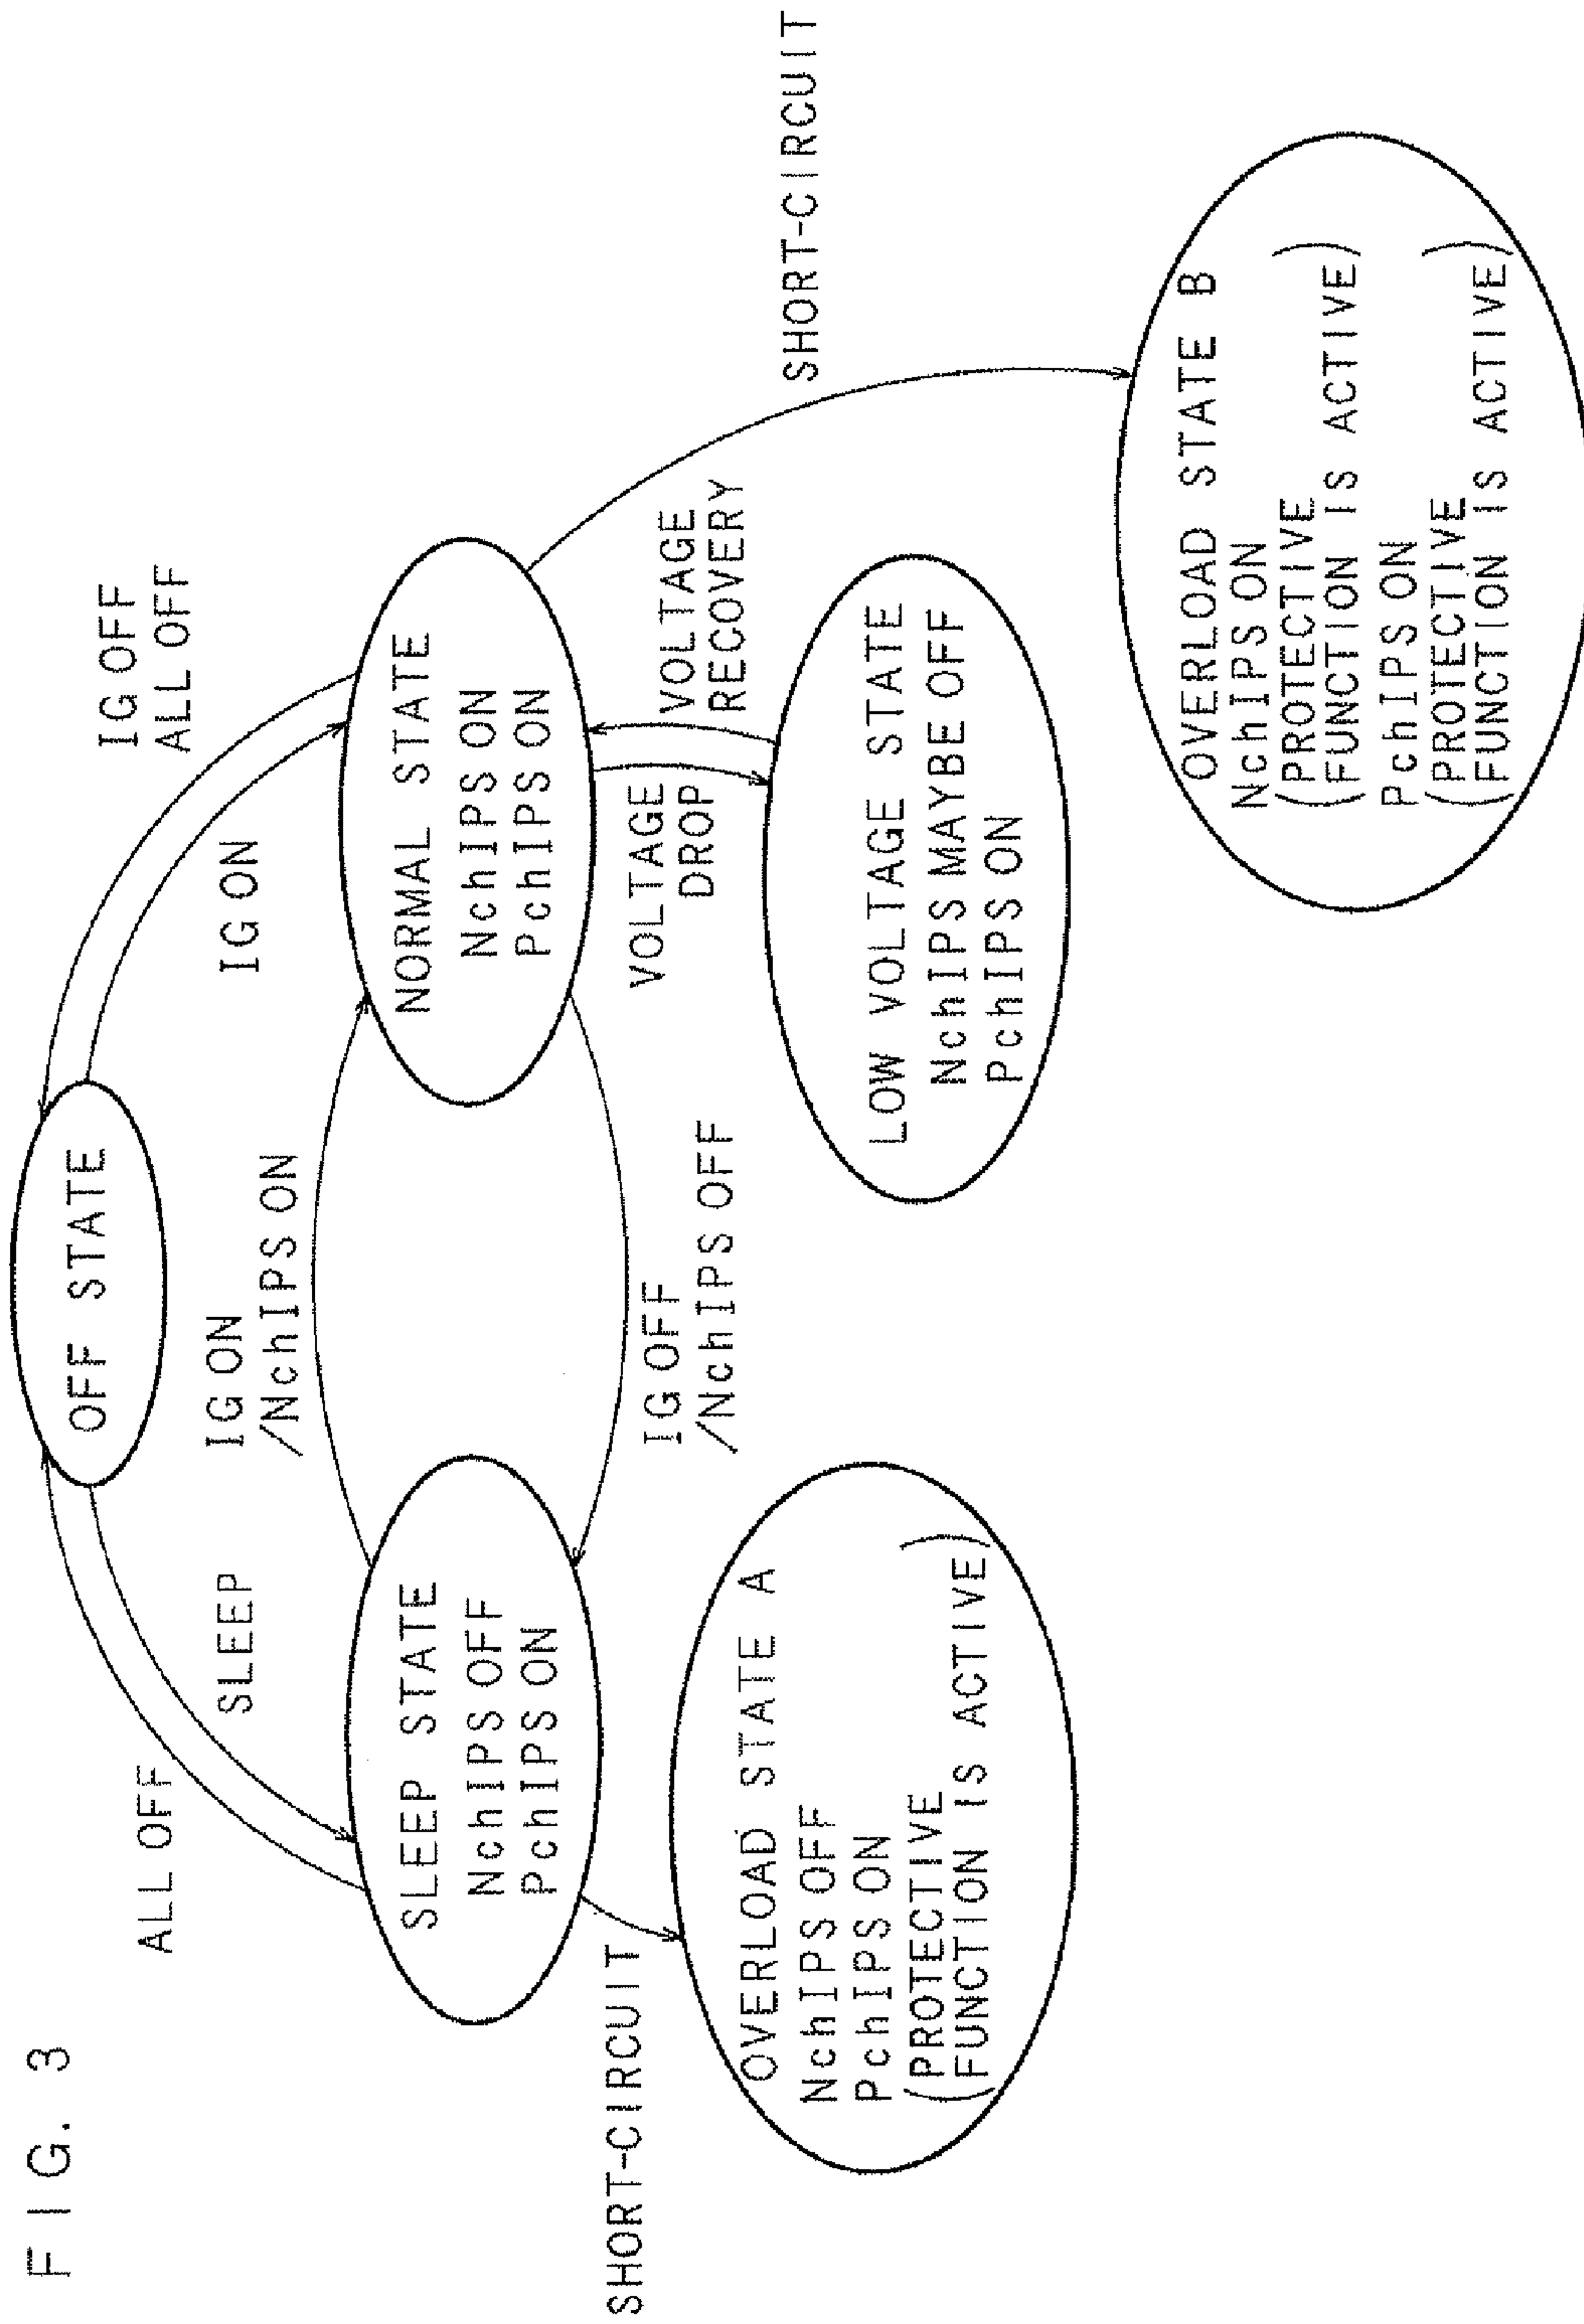 FIG. 3
OFF STATE
ALL OFF
SLEEP
IG ON
/NchIPS ON
IG ON
IG OFF
ALL OFF
SLEEP STATE
NchIPS OFF
PchIPS ON
NORMAL STATE
NchIPS ON
PchIPS ON
IG OFF
/NchIPS OFF
VOLTAGE
DROP
VOLTAGE
RECOVERY
SHORT-CIRCUIT
SHORT-CIRCUIT
OVERLOAD STATE A
NchIPS OFF
PchIPS ON
(PROTECTIVE
FUNCTION IS ACTIVE)
LOW VOLTAGE STATE
NchIPS MAYBE OFF
PchIPS ON
OVERLOAD STATE B
NchIPS ON
(PROTECTIVE
FUNCTION IS ACTIVE)
PchIPS ON
(PROTECTIVE
FUNCTION IS ACTIVE)